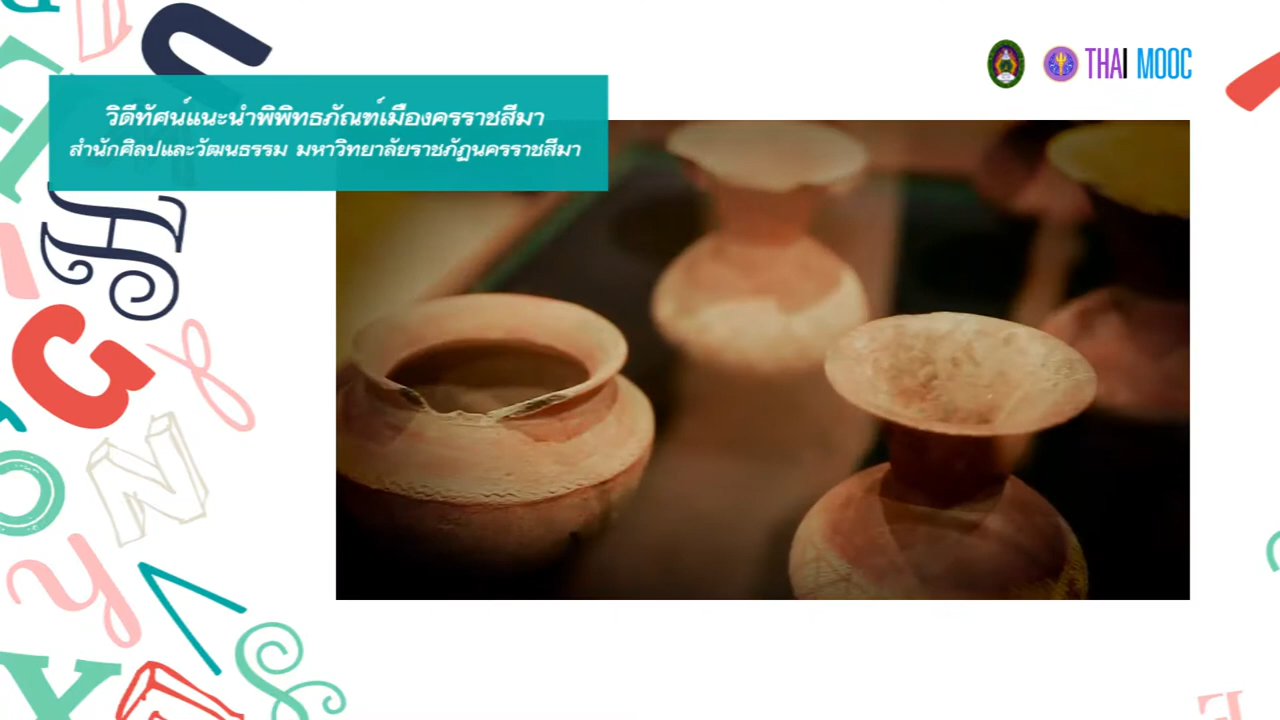 วิดีทัศน์แนะนำพิพิทธภัณฑ์เมืองครราชสีมา
สำนักศิลปและวัฒนธรรม มหาวิทยาลัยราชภัฏนครราชสีมา
THAI MOOC